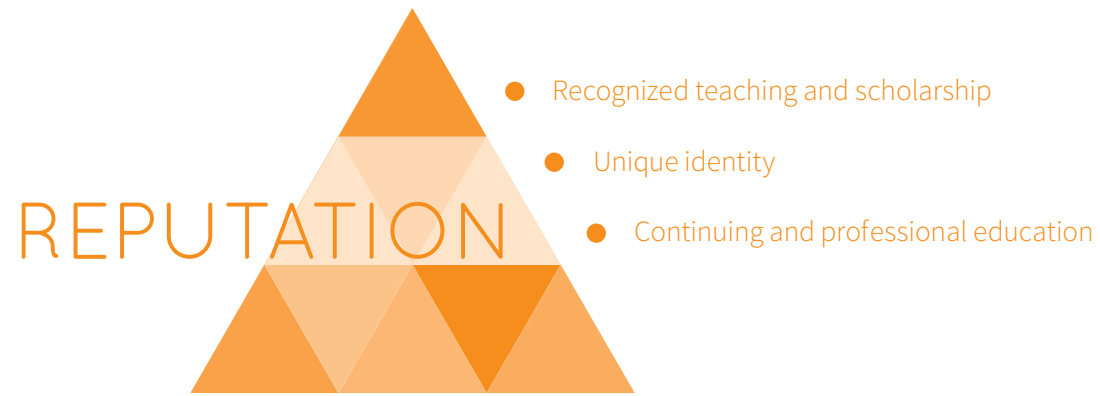 Recognized teaching and scholarship
Unique identity
REPUTATION
Continuing and professional education